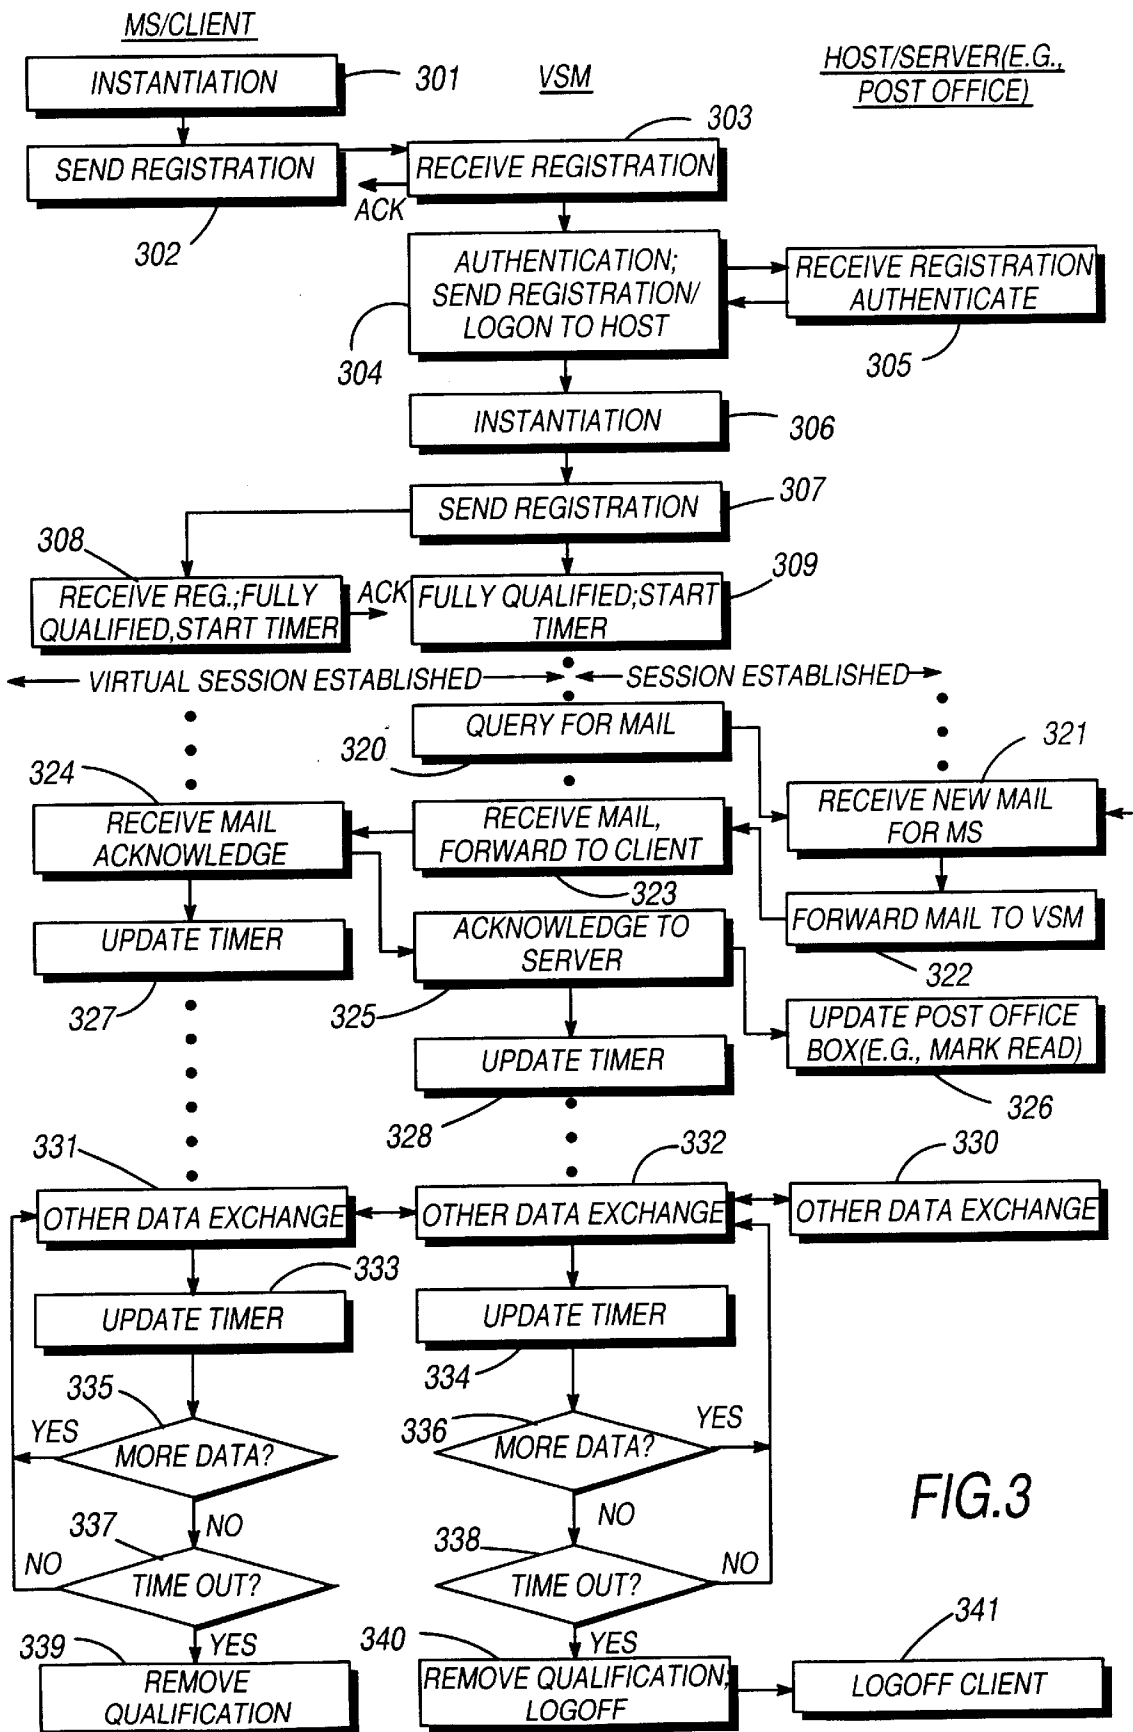 MS/CLIENT
VSM
HOST/SERVER(E.G.,
POST OFFICE)
INSTANTIATION
301
SEND REGISTRATION
302
303
RECEIVE REGISTRATION
ACK
AUTHENTICATION;
SEND REGISTRATION/
LOGON TO HOST
304
RECEIVE REGISTRATION
AUTHENTICATE
305
INSTANTIATION
306
SEND REGISTRATION
307
308
RECEIVE REG.;FULLY
QUALIFIED,START TIMER
ACK
FULLY QUALIFIED;START
TIMER
309
VIRTUAL SESSION ESTABLISHED
SESSION ESTABLISHED
QUERY FOR MAIL
320
321
RECEIVE NEW MAIL
FOR MS
324
RECEIVE MAIL
ACKNOWLEDGE
RECEIVE MAIL,
FORWARD TO CLIENT
323
FORWARD MAIL TO VSM
322
UPDATE TIMER
327
ACKNOWLEDGE TO
SERVER
325
UPDATE POST OFFICE
BOX(E.G., MARK READ)
326
UPDATE TIMER
328
331
332
330
OTHER DATA EXCHANGE
OTHER DATA EXCHANGE
OTHER DATA EXCHANGE
333
UPDATE TIMER
UPDATE TIMER
334
335
YES
MORE DATA?
336
YES
MORE DATA?
NO
NO
337
NO
TIME OUT?
338
NO
TIME OUT?
FIG.3
YES
YES
339
REMOVE
QUALIFICATION
340
REMOVE QUALIFICATION;
LOGOFF
341
LOGOFF CLIENT